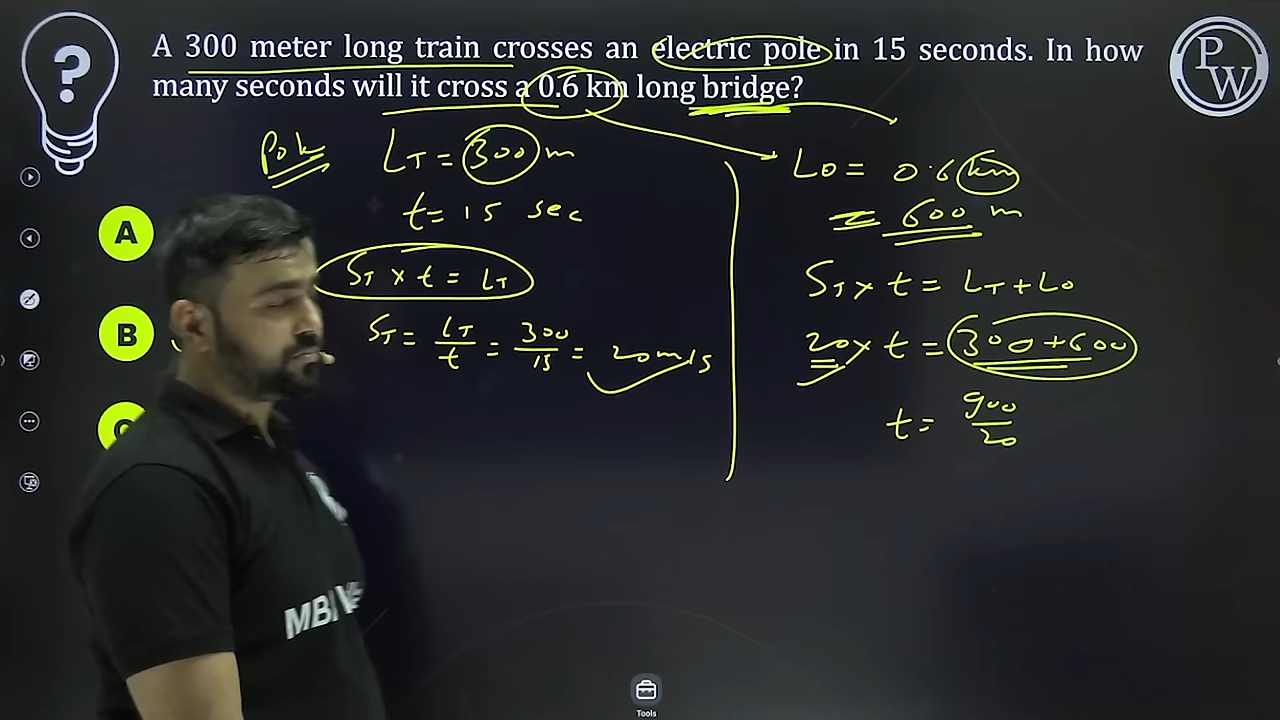 A 300 meter long train crosses an electric pole in 15 seconds. In how
many seconds will it cross a 0.6 km long bridge?
PW
Pole
LT = 300 m
t = 15 sec
ST x t = LT
ST = LT/t = 300/15 = 20 m/s
LO = 0.6 km
= 600 m
ST x t = LT + LO
20 x t = 300 + 600
t = 900/20
A
B
Tools